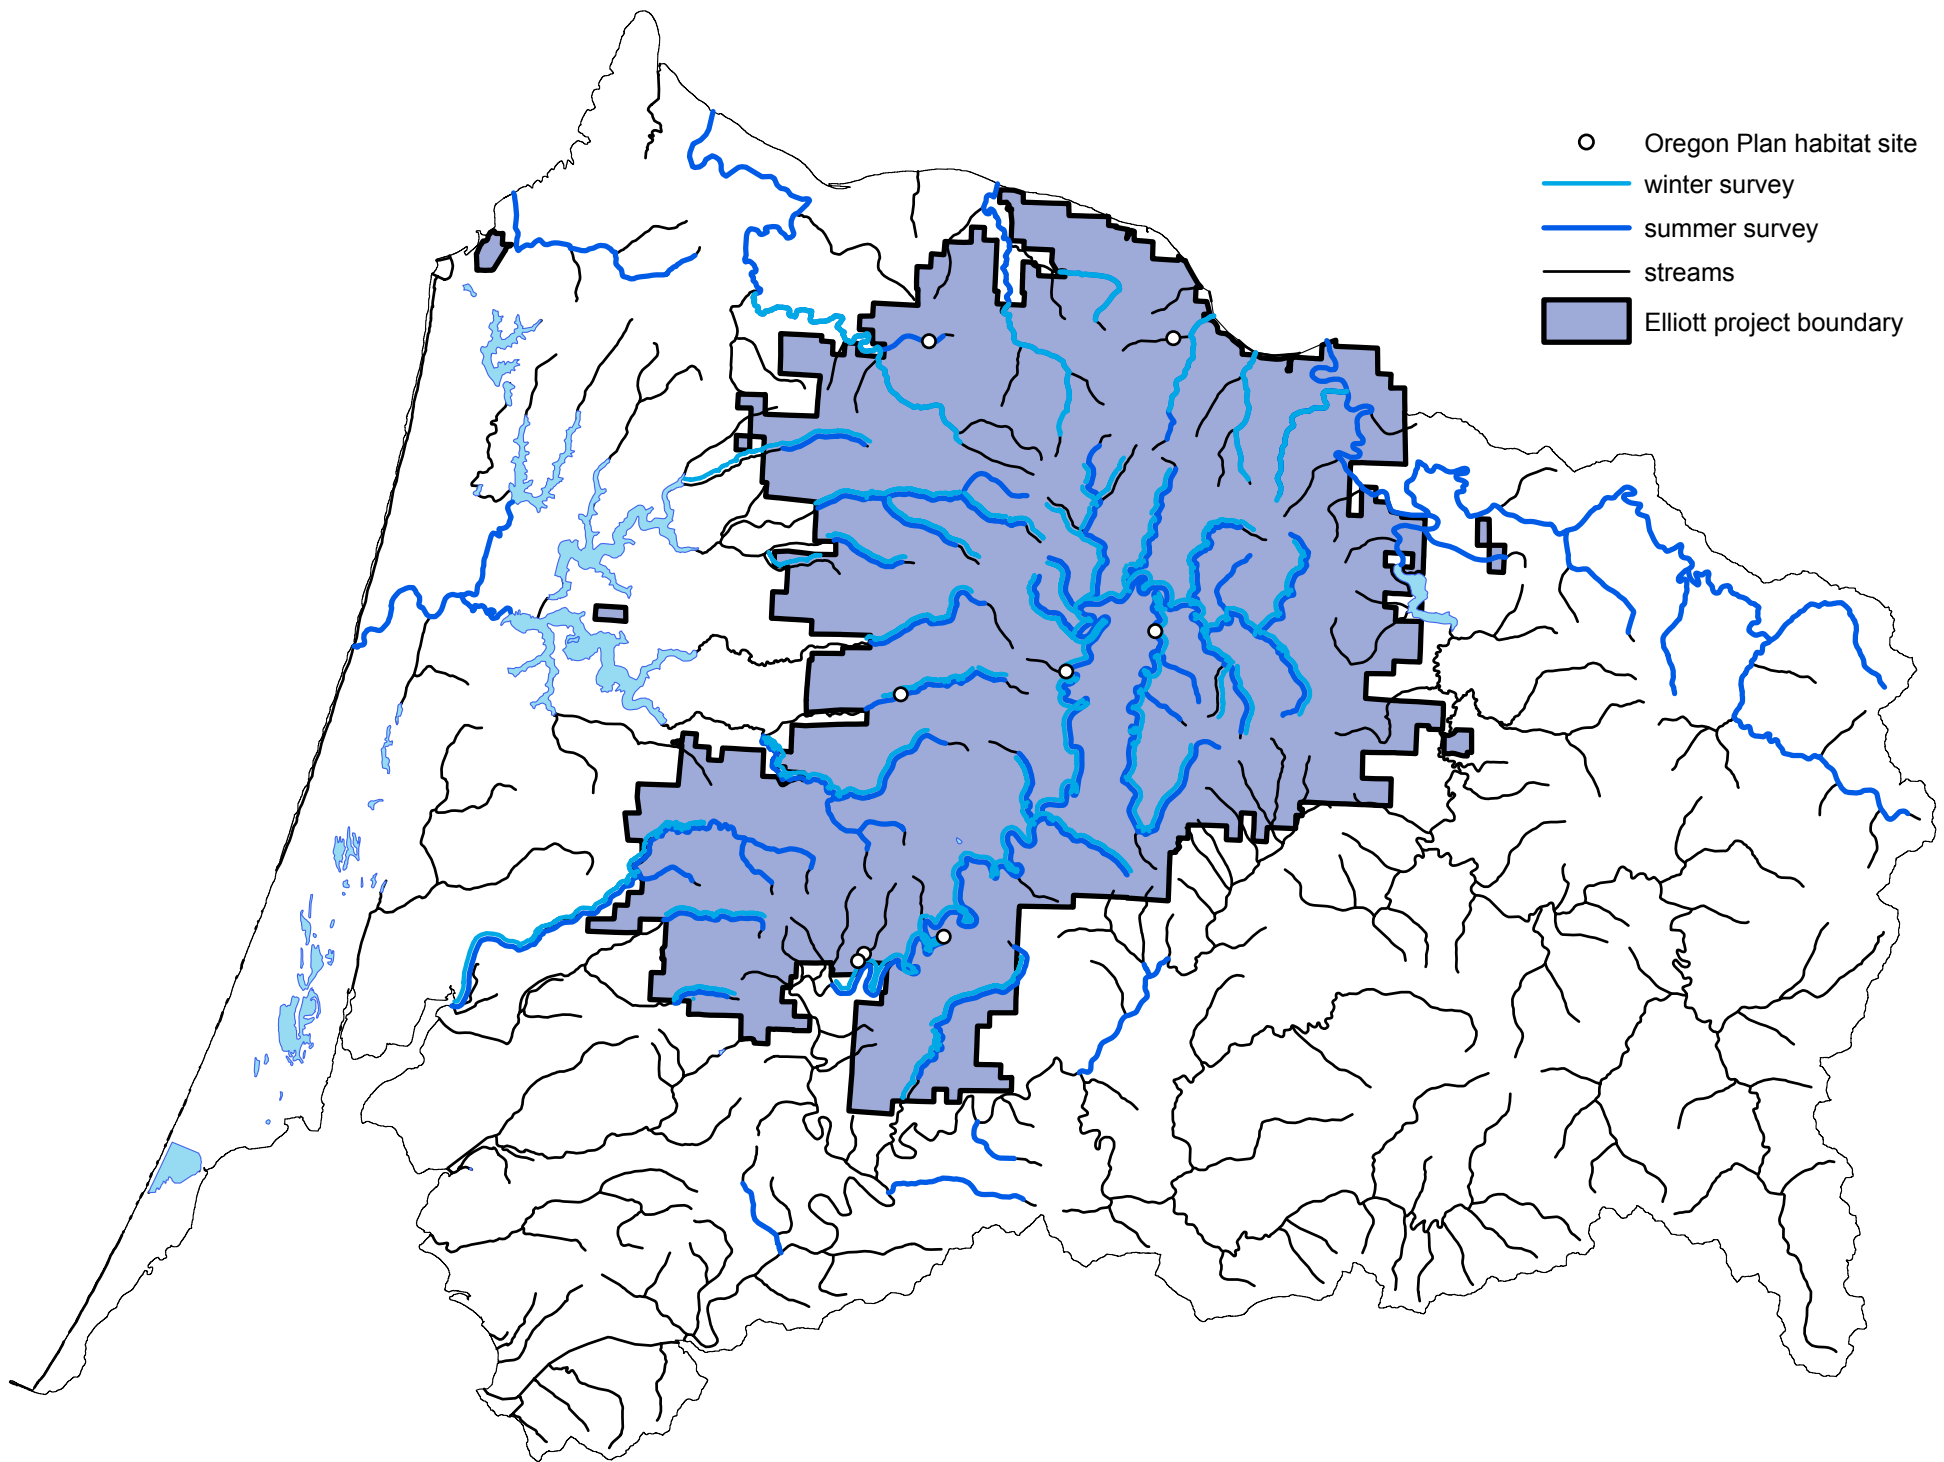 Oregon Plan habitat site
winter survey
summer survey
streams
Elliott project boundary